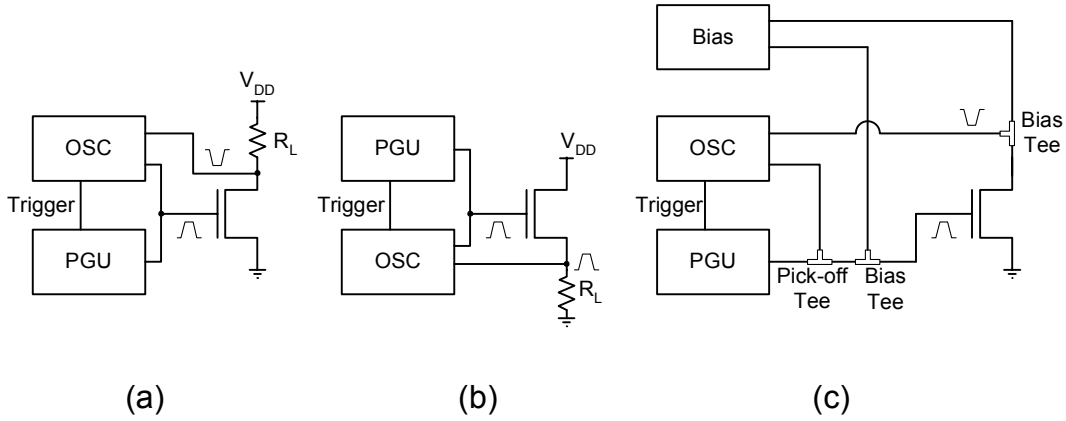 V_DD
OSC
R_L
Trigger
PGU
(a)
PGU
V_DD
Trigger
OSC
R_L
(b)
Bias
OSC
Bias
Tee
Trigger
PGU
Pick-off
Tee
Bias
Tee
(c)